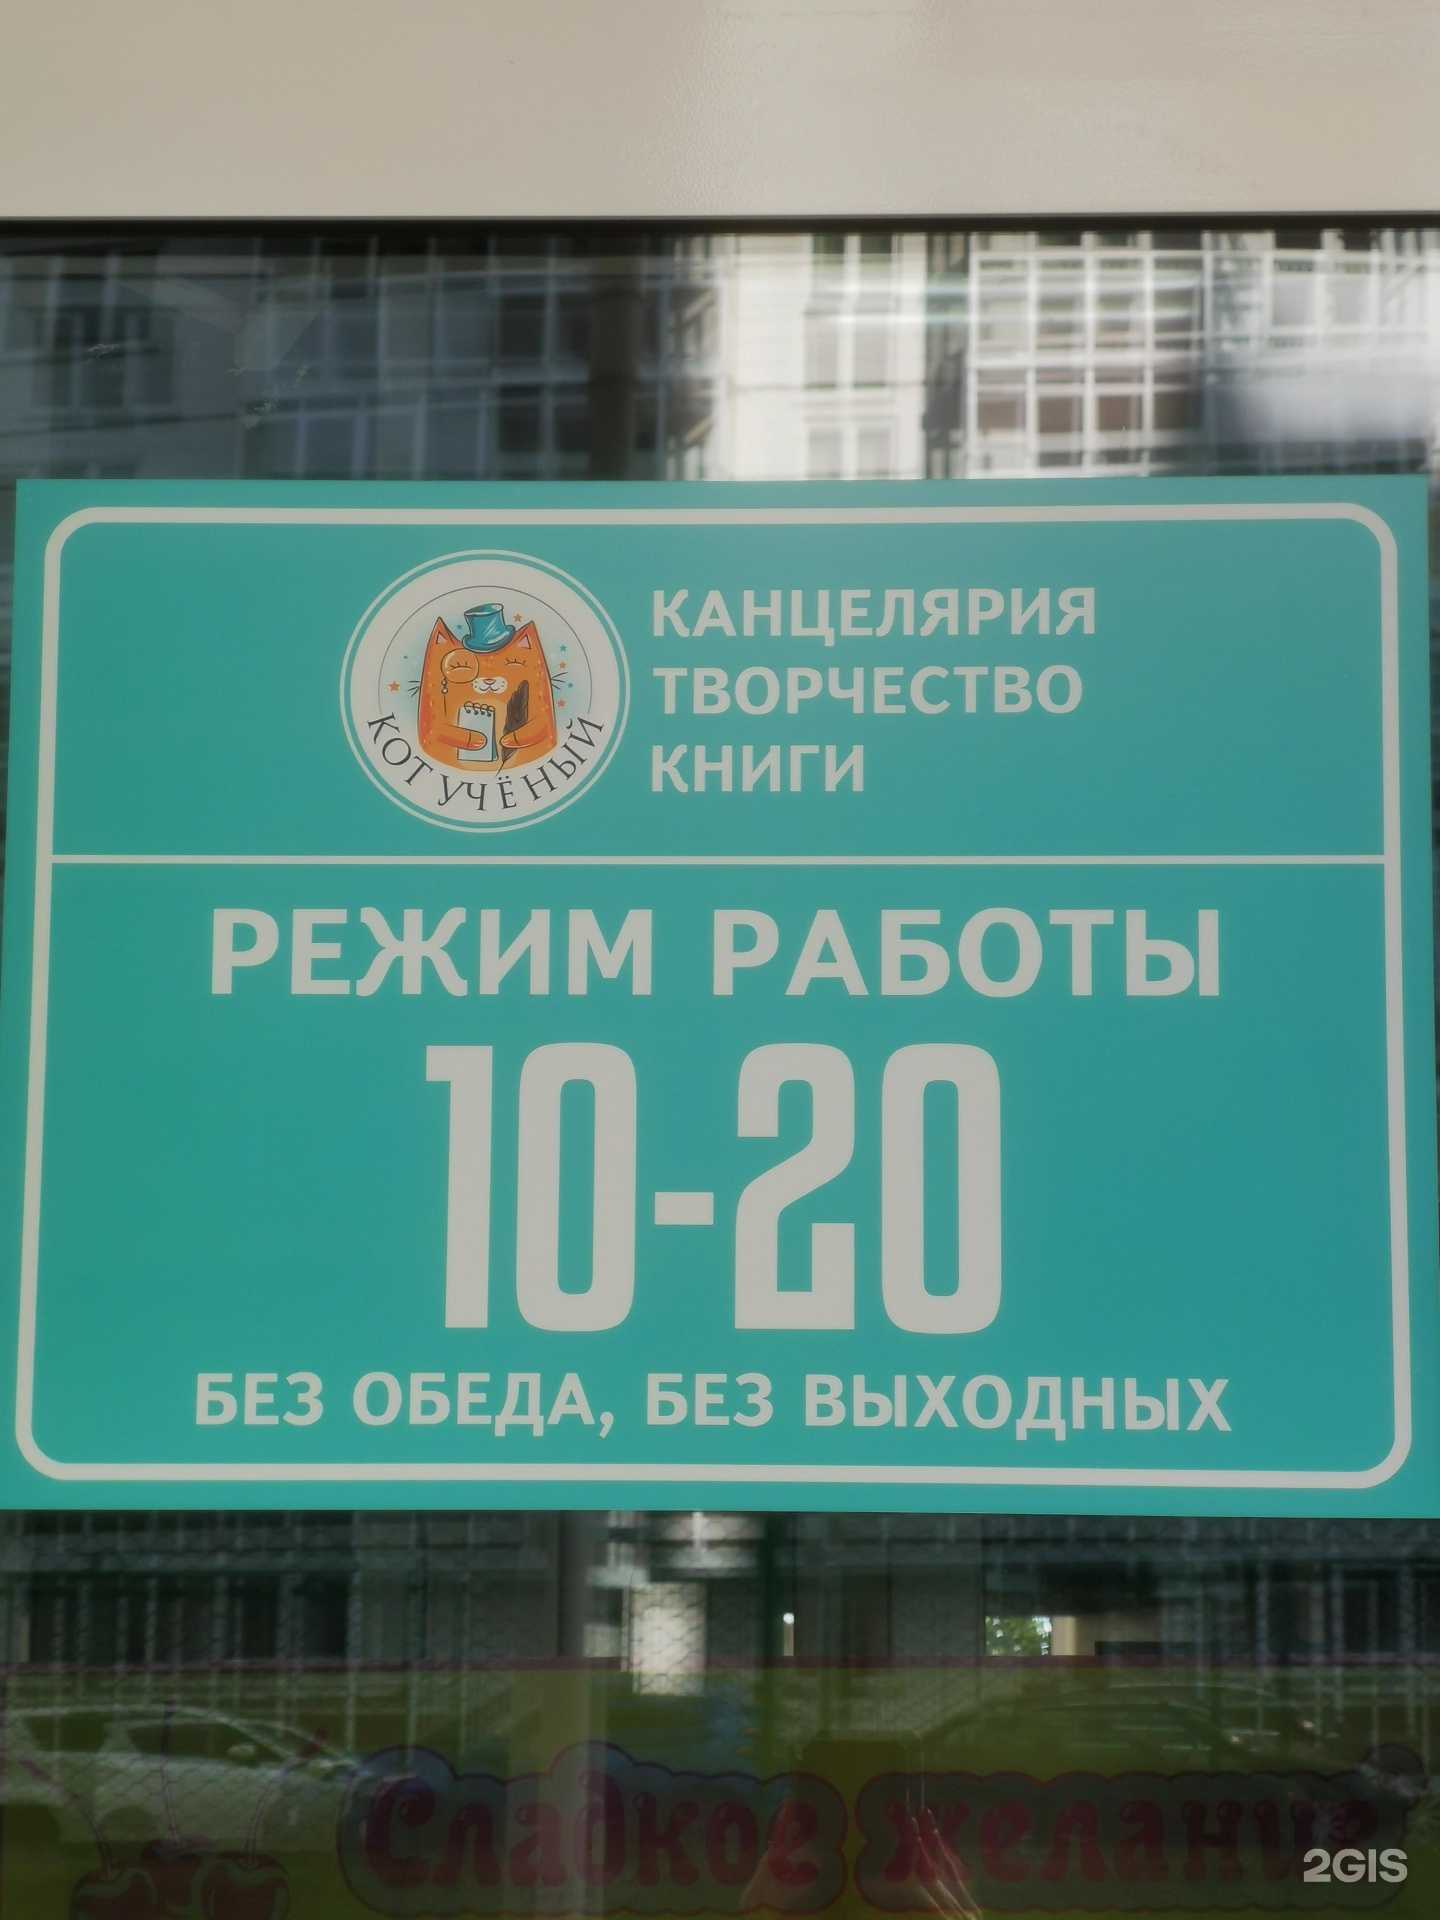 КОТ УЧЁНЫЙ
КАНЦЕЛЯРИЯ
ТВОРЧЕСТВО
КНИГИ
РЕЖИМ РАБОТЫ
10-20
БЕЗ ОБЕДА, БЕЗ ВЫХОДНЫХ
Сладкое желание
2GIS